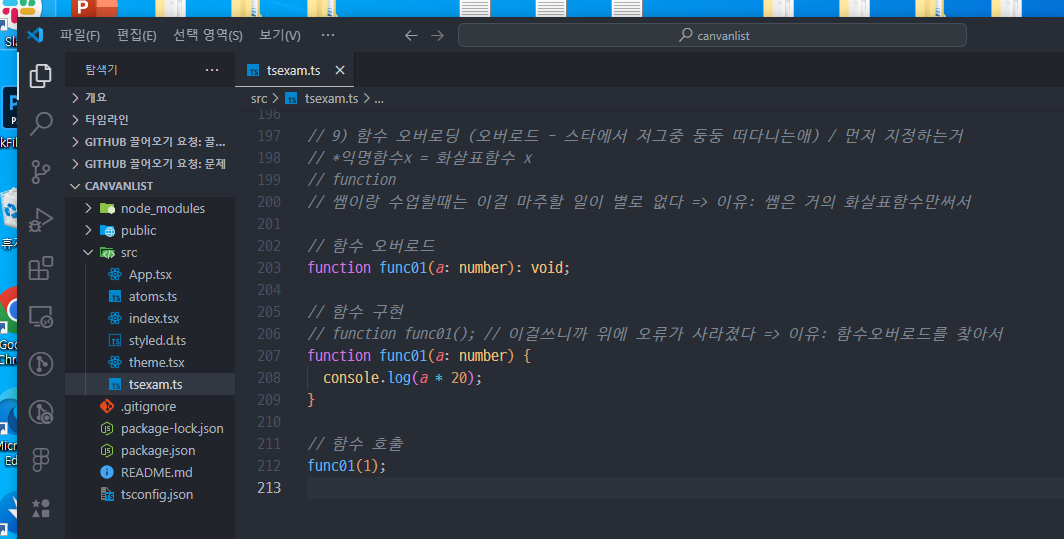 파일(F) 편집(E) 선택 영역(S) 보기(V) ··· canvanlist
탐색기 ···
tsexam.ts
src > tsexam.ts > ...
개요
타임라인
GITHUB 끌어오기 요청: 끌...
GITHUB 끌어오기 요청: 문제
CANVANLIST
node_modules
public
src
App.tsx
atoms.ts
index.tsx
styled.d.ts
theme.tsx
tsexam.ts
.gitignore
package-lock.json
package.json
README.md
tsconfig.json
196
197 // 9) 함수 오버로딩 (오버로드 - 스타에서 저그중 둥둥 떠다니는애) / 먼저 지정하는거
198 // *익명함수x = 화살표함수 x
199 // function
200 // 쌤이랑 수업할때는 이걸 마주할 일이 별로 없다 => 이유: 쌤은 거의 화살표함수만써서
201
202 // 함수 오버로드
203 function func01(a: number): void;
204
205 // 함수 구현
206 // function func01(); // 이걸쓰니까 위에 오류가 사라졌다 => 이유: 함수오버로드를 찾아서
207 function func01(a: number) {
208 console.log(a * 20);
209 }
210
211 // 함수 호출
212 func01(1);
213